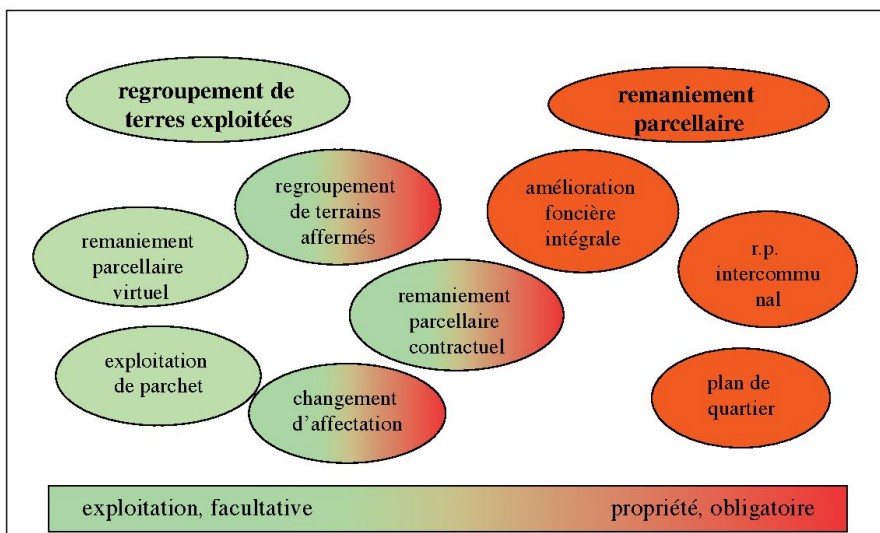 regroupement de
terres exploitées
remaniement
parcellaire
regroupement
de terrains
affermés
amélioration
foncière
intégrale
remaniement
parcellaire
virtuel
r.p.
intercommu
nal
remaniement
parcellaire
contractuel
exploitation
de parchet
changement
d'affectation
plan de
quartier
exploitation, facultative
propriété, obligatoire